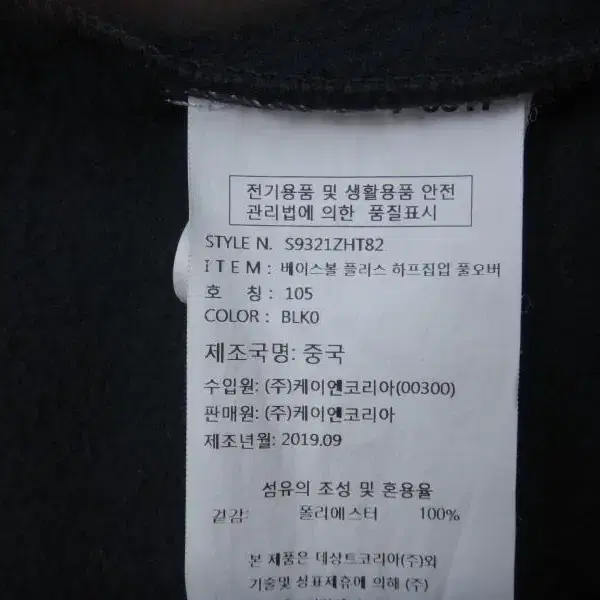 전기용품 및 생활용품 안전
관리법에 의한 품질표시
STYLE N. S9321ZHT82
ITEM : 베이스볼 플러스 하프집업 풀오버
호 칭 : 105
COLOR : BLK0
제조국명: 중국
수입원: (주)케이앤코리아(00300)
판매원: (주)케이앤코리아
제조년월: 2019.09
섬유의 조성 및 혼용율
겉감: 폴리에스터 100%
본 제품은 데상트코리아(주)와
기술및 상표제휴에 의해 (주)